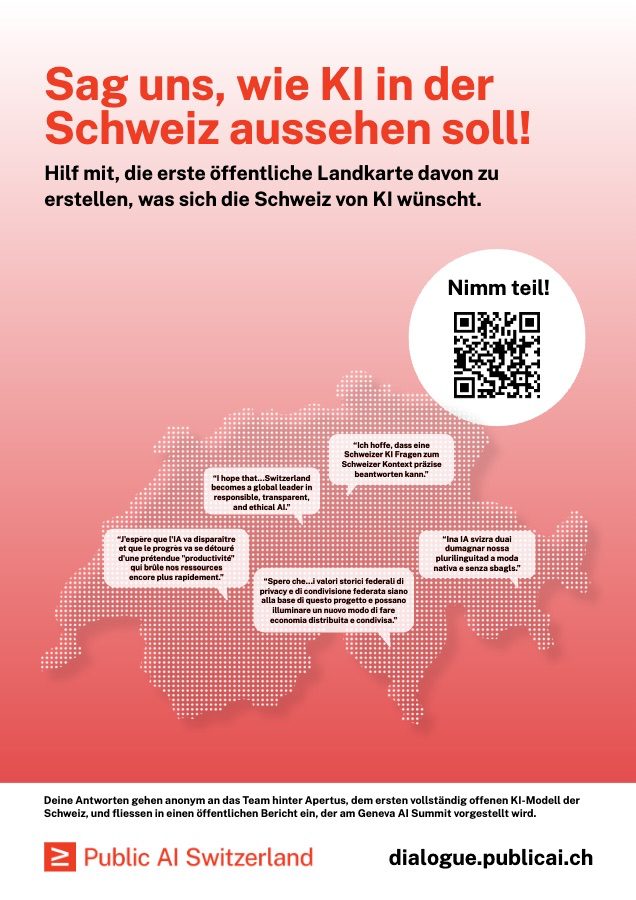 Sag uns, wie KI in der
Schweiz aussehen soll!
Hilf mit, die erste öffentliche Landkarte davon zu
erstellen, was sich die Schweiz von KI wünscht.
Nimm teil!
“Ich hoffe, dass eine
Schweizer KI Fragen zum
Schweizer Kontext präzise
beantworten kann.”
“I hope that...Switzerland
becomes a global leader in
responsible, transparent,
and ethical AI.”
“J'espère que l'IA va disparaître
et que le progrès va se détouré
d'une prétendue "productivité"
qui brûle nos ressources
encore plus rapidement.”
“Ina IA svizra duai
dumagnar nossa
plurilinguitad a moda
nativa e senza sbagls.”
“Spero che...i valori storici federali di
privacy e di condivisione federata siano
alla base di questo progetto e possano
illuminare un nuovo modo di fare
economia distribuita e condivisa.”
Deine Antworten gehen anonym an das Team hinter Apertus, dem ersten vollständig offenen KI-Modell der
Schweiz, und fliessen in einen öffentlichen Bericht ein, der am Geneva AI Summit vorgestellt wird.
Public AI Switzerland
dialogue.publicai.ch